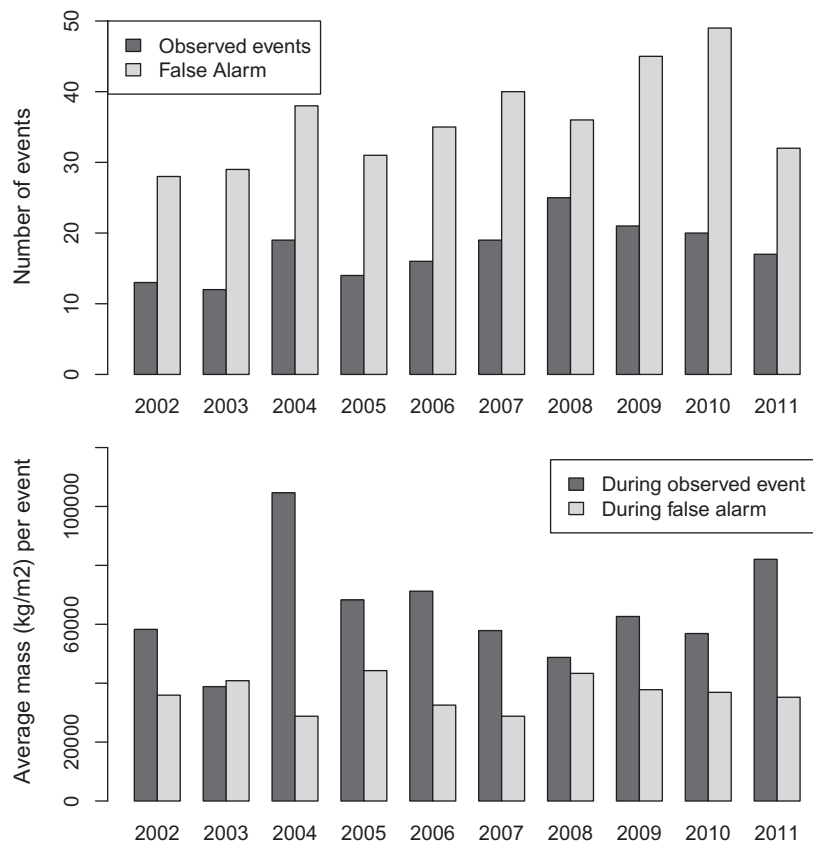 Number of events
50
40
30
20
10
0
Observed events
False Alarm
2002 2003 2004 2005 2006 2007 2008 2009 2010 2011
Average mass (kg/m2) per event
100000
60000
20000
0
During observed event
During false alarm
2002 2003 2004 2005 2006 2007 2008 2009 2010 2011